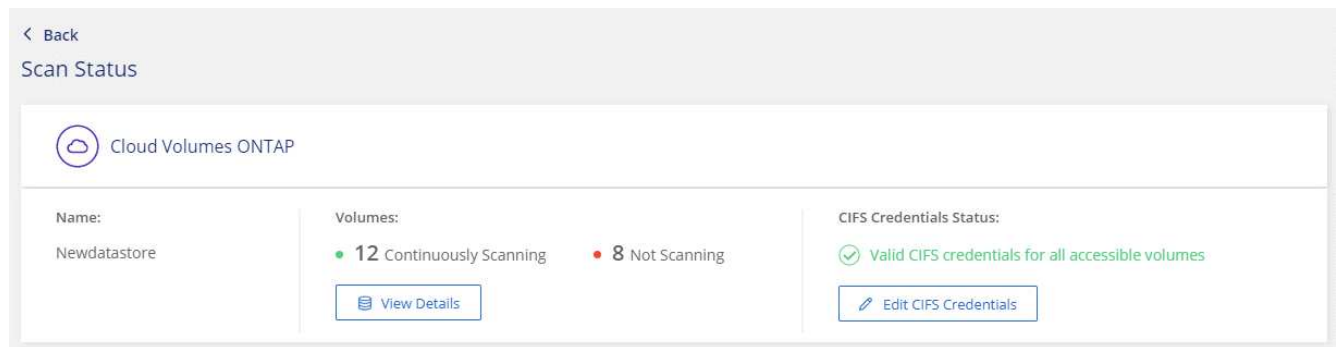 Back
Scan Status
Cloud Volumes ONTAP
Name:
Newdatastore
Volumes:
12 Continuously Scanning
8 Not Scanning
View Details
CIFS Credentials Status:
Valid CIFS credentials for all accessible volumes
Edit CIFS Credentials